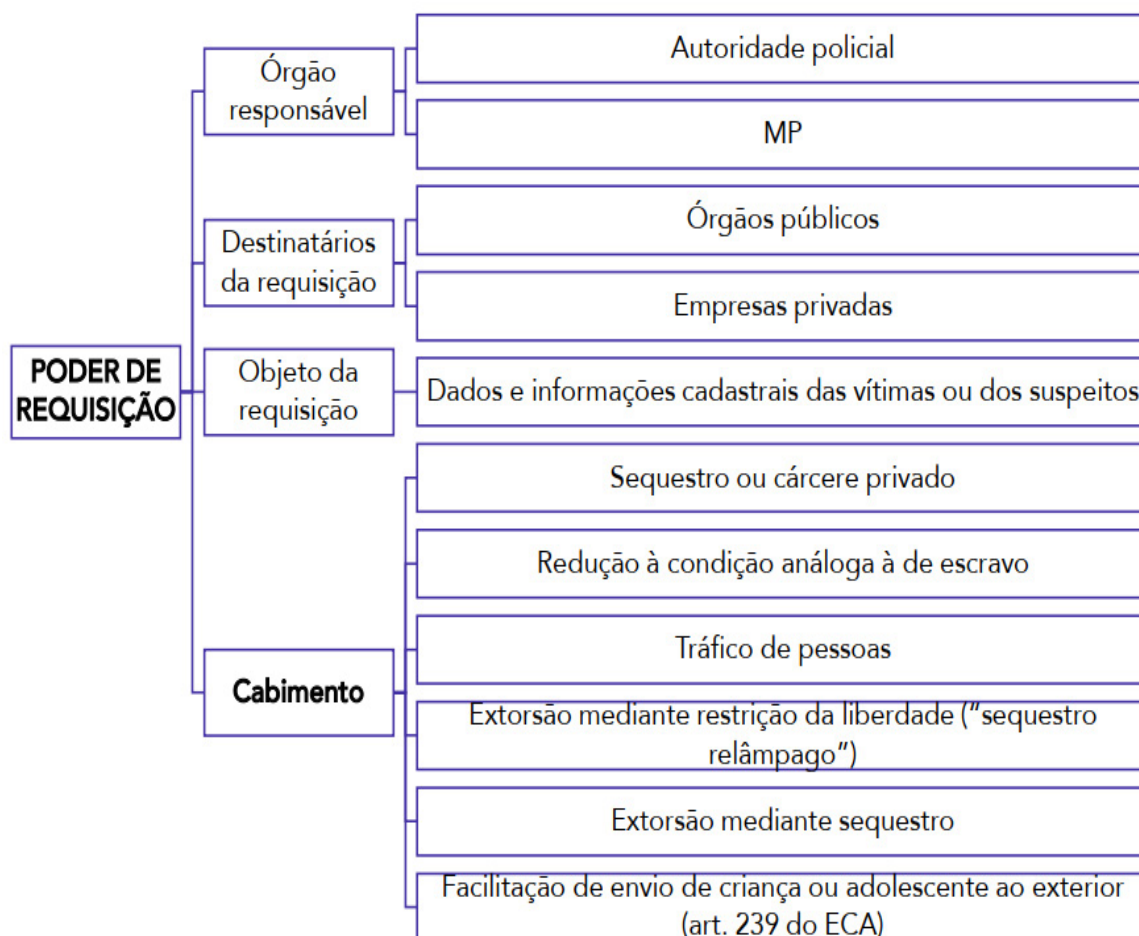 PODER DE
REQUISIÇÃO
Órgão
responsável
Autoridade policial
MP
Destinatários
da requisição
Órgãos públicos
Empresas privadas
Objeto da
requisição
Dados e informações cadastrais das vítimas ou dos suspeitos
Cabimento
Sequestro ou cárcere privado
Redução à condição análoga à de escravo
Tráfico de pessoas
Extorsão mediante restrição da liberdade ("sequestro
relâmpago")
Extorsão mediante sequestro
Facilitação de envio de criança ou adolescente ao exterior
(art. 239 do ECA)